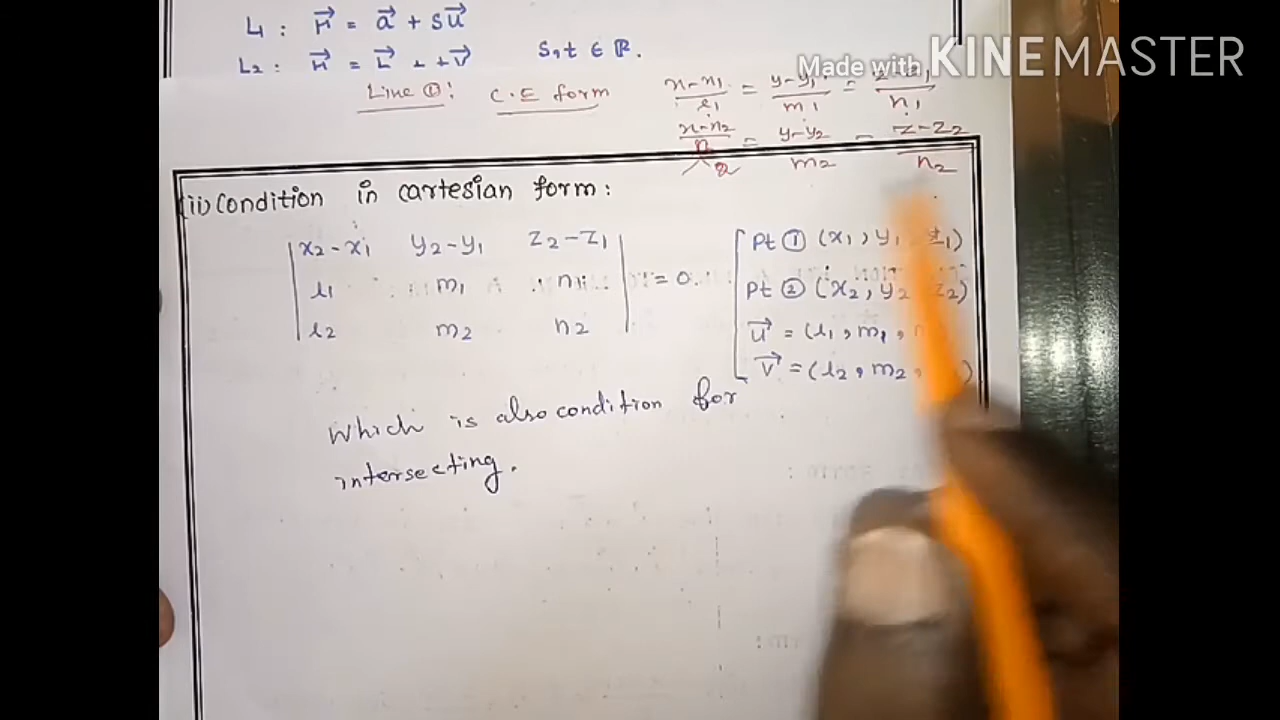 L1 : r⃗ = a⃗ + su⃗
L2 : r⃗ = b⃗ + tv⃗ s, t ∈ ℝ.
Made with KINEMASTER
Line ①: C.E form x-x1/l1 = y-y1/m1 = z-z1/n1
x-x2/l2 = y-y2/m2 = z-z2/n2
(ii) Condition in cartesian form:
| x2-x1 y2-y1 z2-z1 |
| l1 m1 n1 | = 0.
| l2 m2 n2 |
[ Pt ① (x1, y1, z1)
Pt ② (x2, y2, z2)
u⃗ = (l1, m1,
v⃗ = (l2, m2, )
Which is also condition for
intersecting.